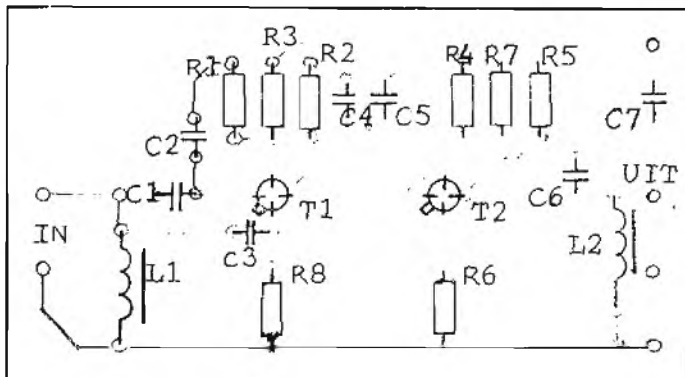 R1 R3 R2 R4 R7 R5
C4 C5 C7
C2
C1 T1 T2 C6 UIT
IN C3 L2
L1 R8 R6